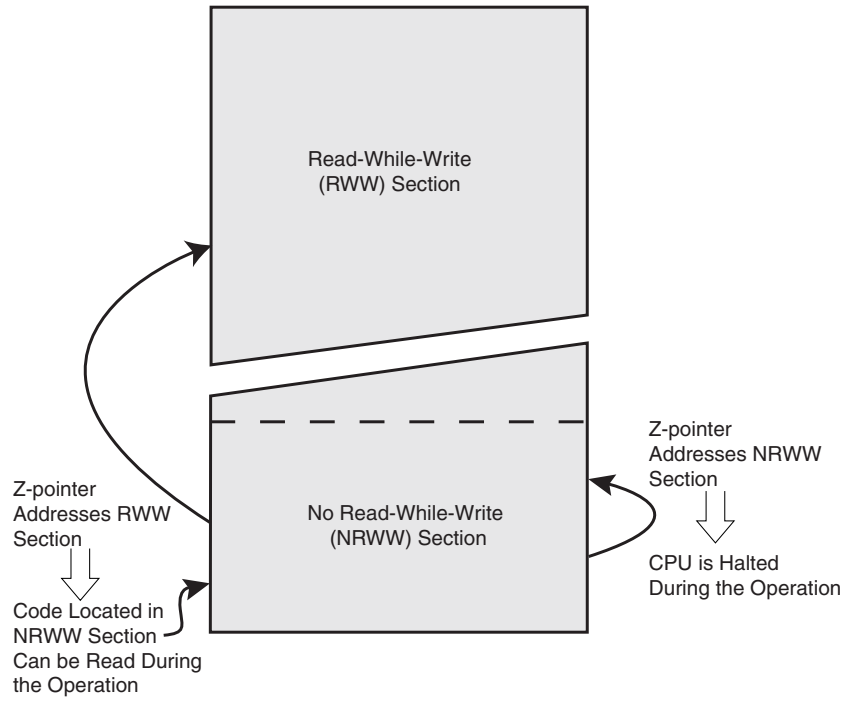 Read-While-Write
(RWW) Section
No Read-While-Write
(NRWW) Section
Z-pointer
Addresses NRWW
Section
CPU is Halted
During the Operation
Z-pointer
Addresses RWW
Section
Code Located in
NRWW Section
Can be Read During
the Operation